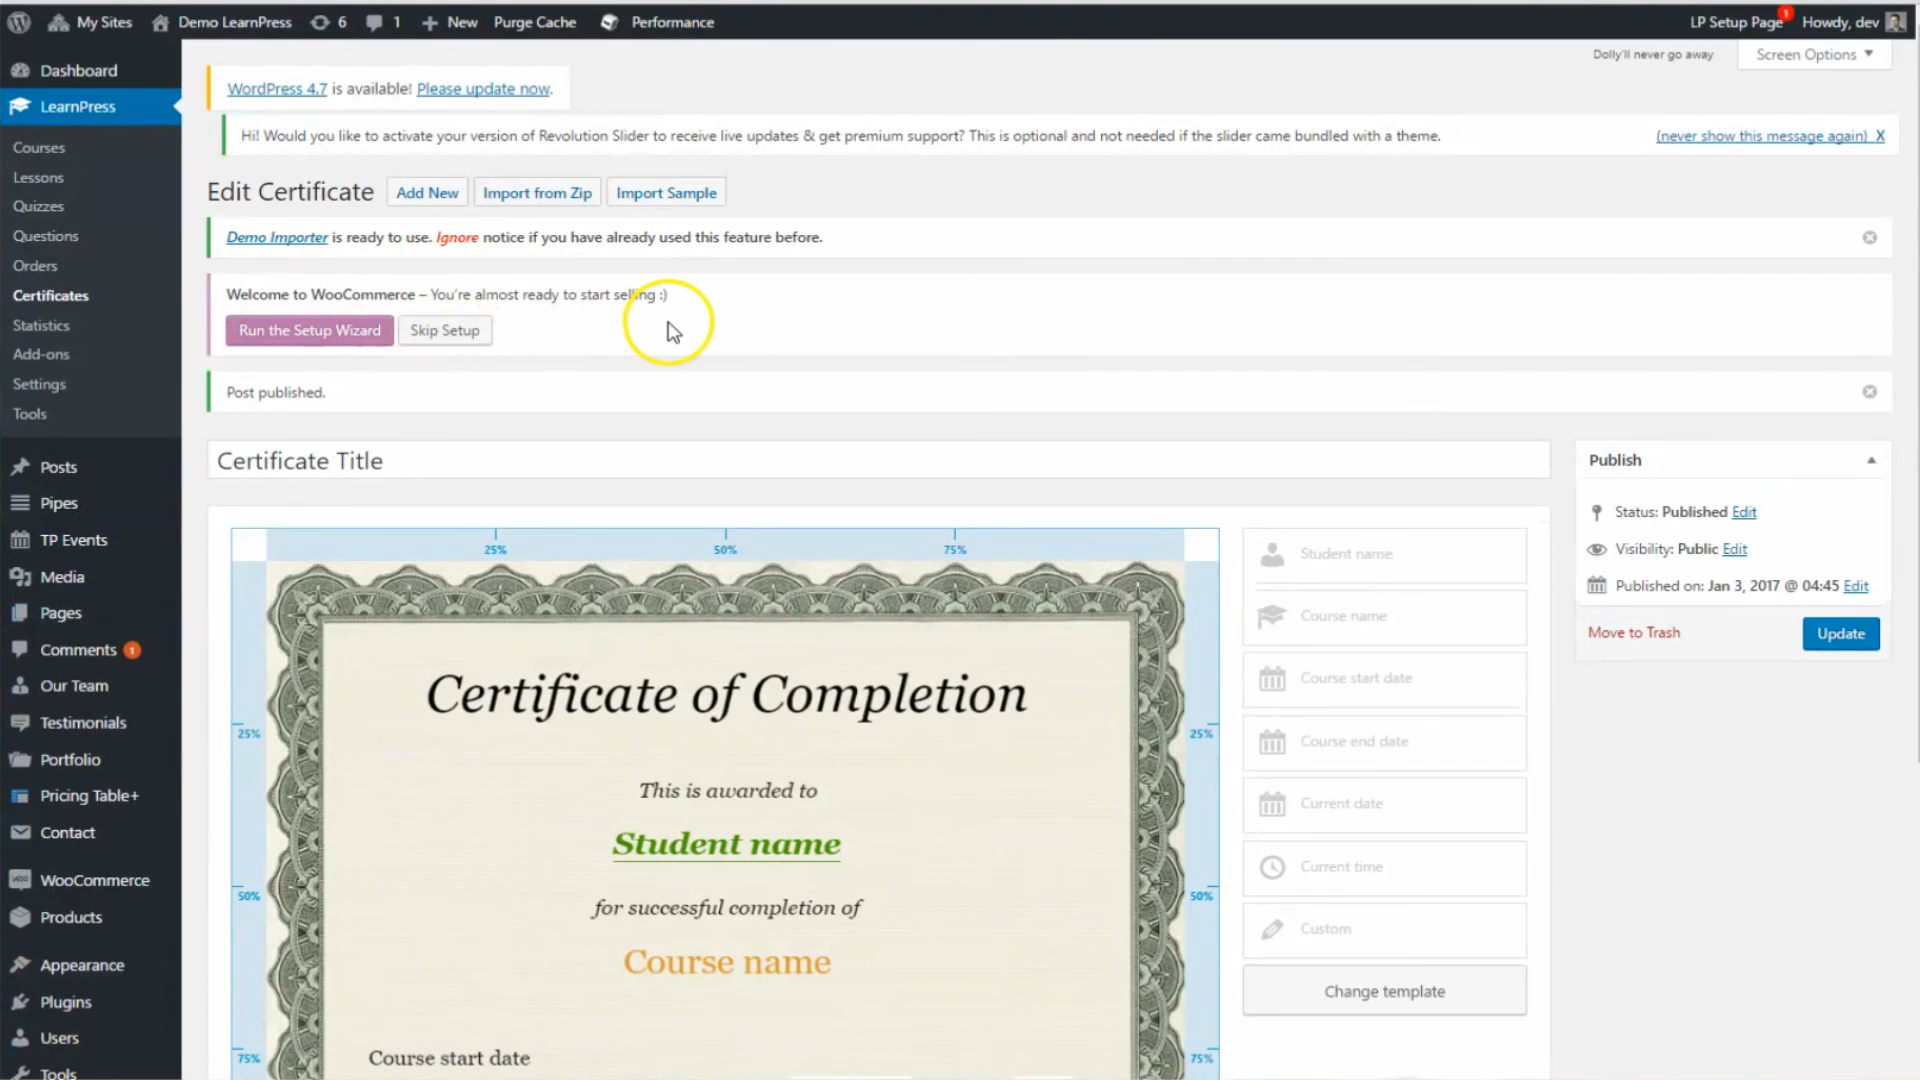 My Sites
Demo LearnPress
6
1
New
Purge Cache
Performance
LP Setup Page
1
Howdy, dev
Dashboard
LearnPress
Courses
Lessons
Quizzes
Questions
Orders
Certificates
Statistics
Add-ons
Settings
Tools
Posts
Pipes
TP Events
Media
Pages
Comments 1
Our Team
Testimonials
Portfolio
Pricing Table+
Contact
WooCommerce
Products
Appearance
Plugins
Users
Tools
Dolly'll never go away
Screen Options
WordPress 4.7 is available! Please update now.
Hi! Would you like to activate your version of Revolution Slider to receive live updates & get premium support? This is optional and not needed if the slider came bundled with a theme.
(never show this message again) X
Edit Certificate
Add New
Import from Zip
Import Sample
Demo Importer is ready to use. Ignore notice if you have already used this feature before.
Welcome to WooCommerce – You're almost ready to start selling :)
Run the Setup Wizard
Skip Setup
Post published.
Certificate Title
25%
50%
75%
25%
50%
75%
25%
50%
75%
Certificate of Completion
This is awarded to
Student name
for successful completion of
Course name
Course start date
Student name
Course name
Course start date
Course end date
Current date
Current time
Custom
Change template
Publish
Status: Published Edit
Visibility: Public Edit
Published on: Jan 3, 2017 @ 04:45 Edit
Move to Trash
Update